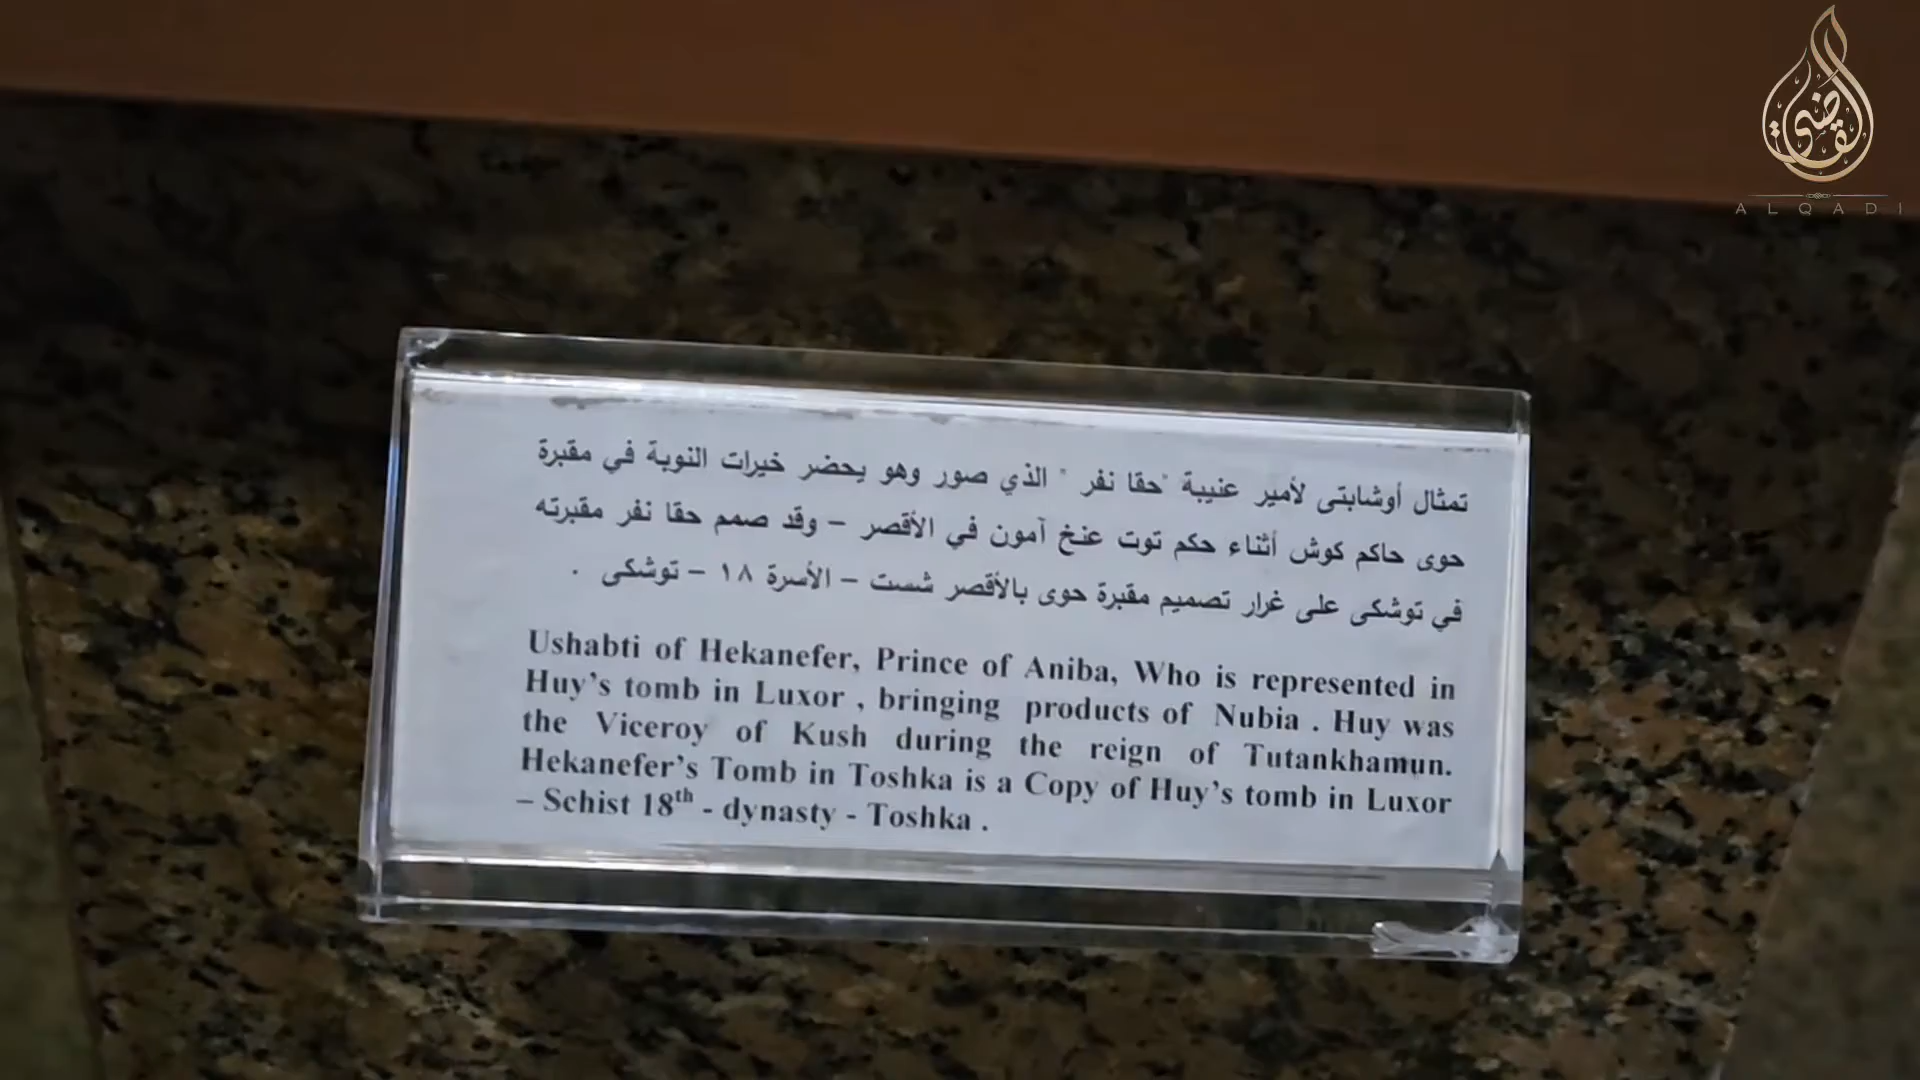 تمثال أوشابتى لأمير عنيبة "حقا نفر " الذي صور وهو يحضر خيرات النوبة في مقبرة
حوى حاكم كوش أثناء حكم توت عنخ آمون في الأقصر – وقد صمم حقا نفر مقبرته
في توشكى على غرار تصميم مقبرة حوى بالأقصر شست – الأسرة ١٨ – توشكى .
Ushabti of Hekanefer, Prince of Aniba, Who is represented in
Huy's tomb in Luxor , bringing products of Nubia . Huy was
the Viceroy of Kush during the reign of Tutankhamun.
Hekanefer's Tomb in Toshka is a Copy of Huy's tomb in Luxor
– Schist 18th - dynasty - Toshka .
القاضي
ALQADI